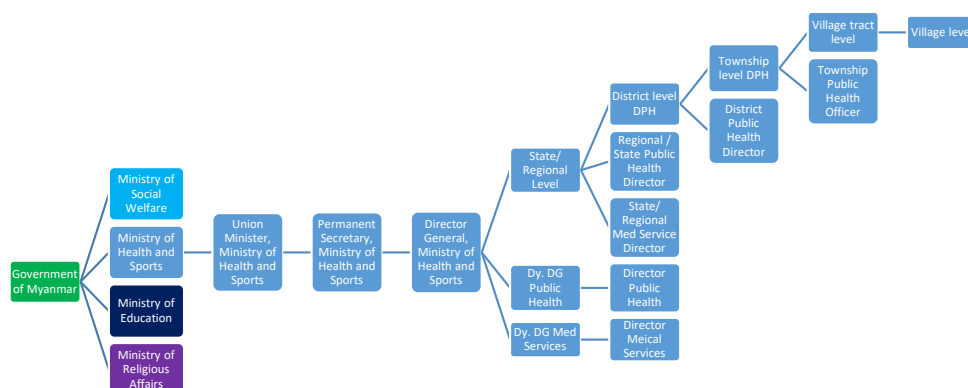 Government
of Myanmar
Ministry of
Social
Welfare
Ministry of
Health and
Sports
Ministry of
Education
Ministry of
Religious
Affairs
Union
Minister,
Ministry of
Health and
Sports
Permanent
Secretary,
Ministry of
Health and
Sports
Director
General,
Ministry of
Health and
Sports
State/
Regional
Level
Dy. DG
Public
Health
Dy. DG Med
Services
District level
DPH
Regional /
State Public
Health
Director
State/
Regional
Med Service
Director
Director
Public
Health
Director
Meical
Services
Township
level DPH
District
Public
Health
Director
Village tract
level
Township
Public
Health
Officer
Village level